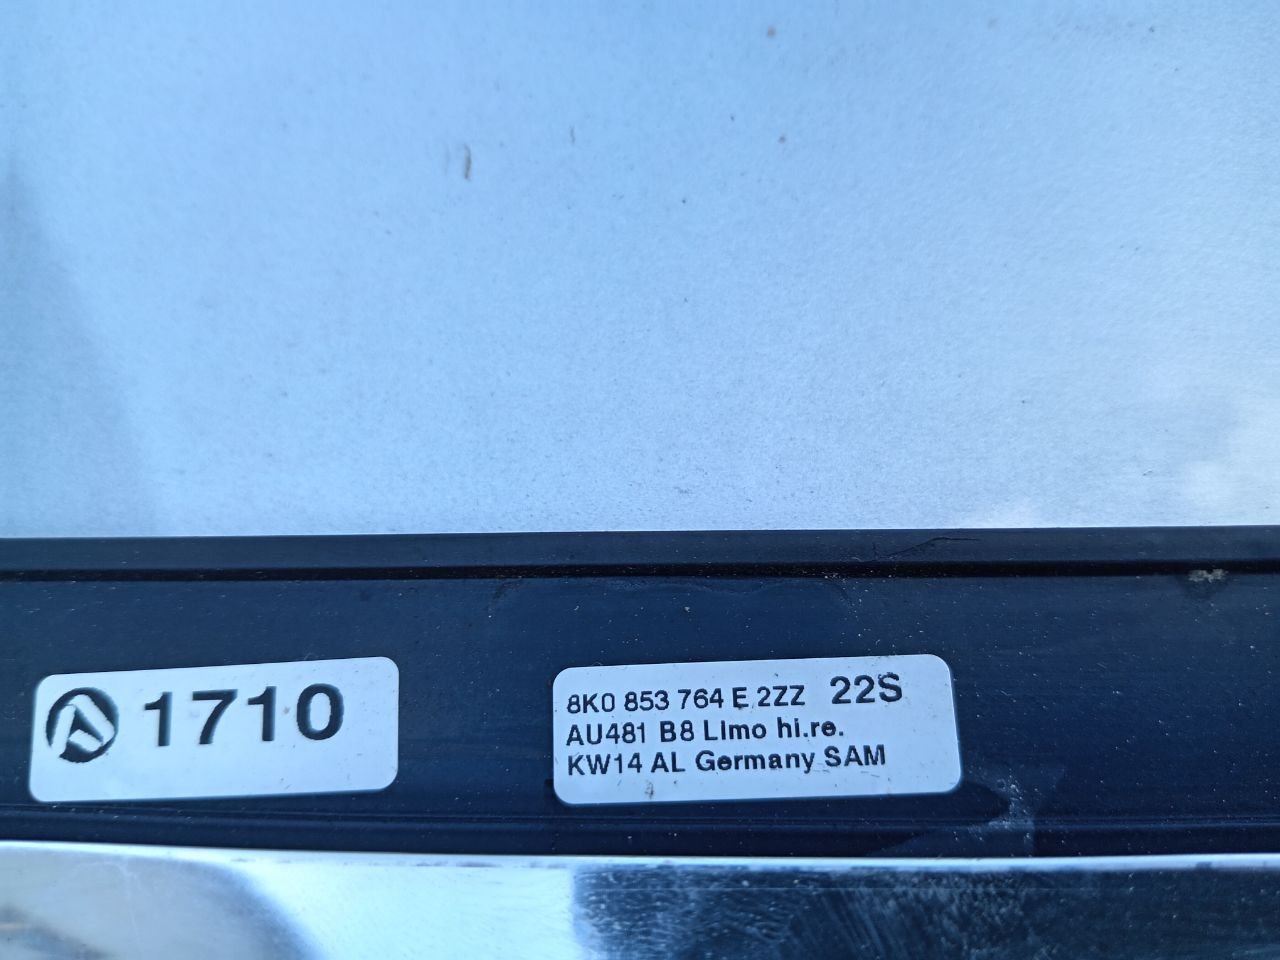 1710
8K0 853 764 E 2ZZ 22S
AU481 B8 Limo hi.re.
KW14 AL Germany SAM